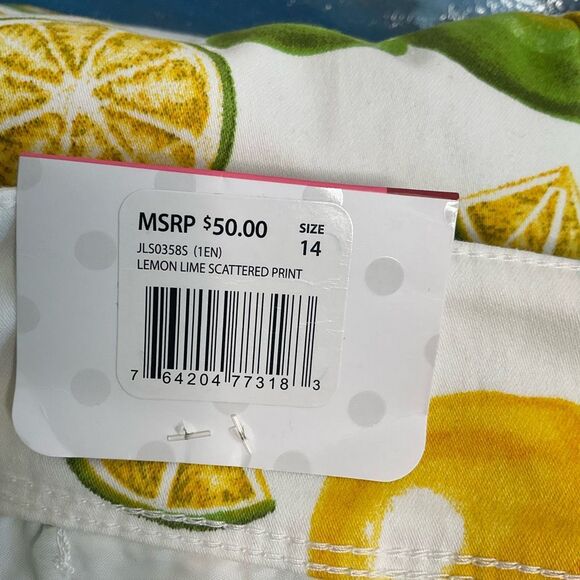 MSRP $50.00 SIZE
JLS0358S (1EN) 14
LEMON LIME SCATTERED PRINT
7 64204 77318 3